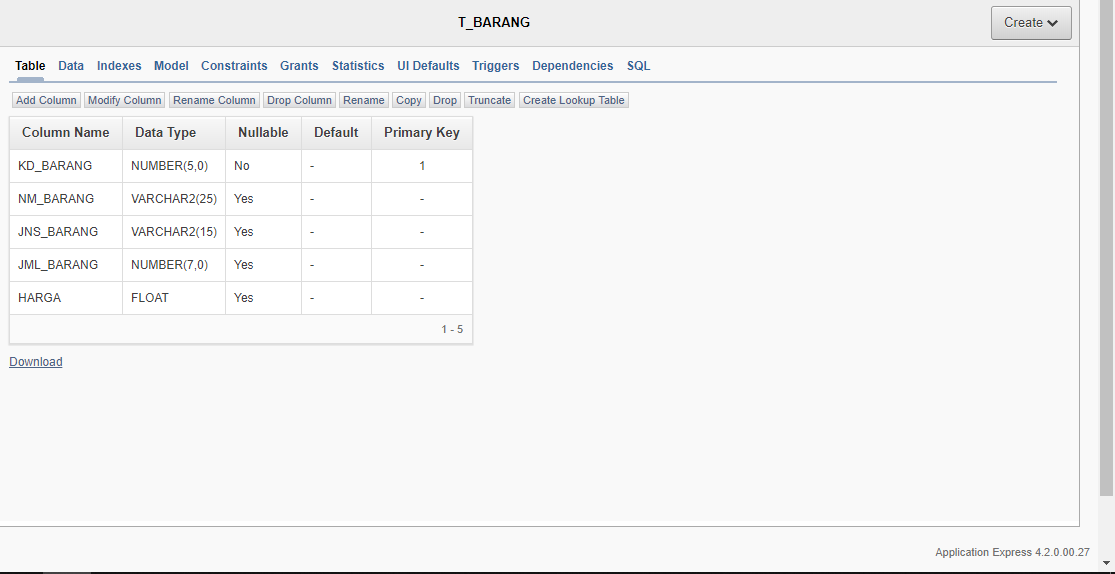 T_BARANG
Create
Table Data Indexes Model Constraints Grants Statistics UI Defaults Triggers Dependencies SQL
Add Column Modify Column Rename Column Drop Column Rename Copy Drop Truncate Create Lookup Table
Column Name Data Type Nullable Default Primary Key
KD_BARANG NUMBER(5,0) No - 1
NM_BARANG VARCHAR2(25) Yes - -
JNS_BARANG VARCHAR2(15) Yes - -
JML_BARANG NUMBER(7,0) Yes - -
HARGA FLOAT Yes - -
1 - 5
Download
Application Express 4.2.0.00.27